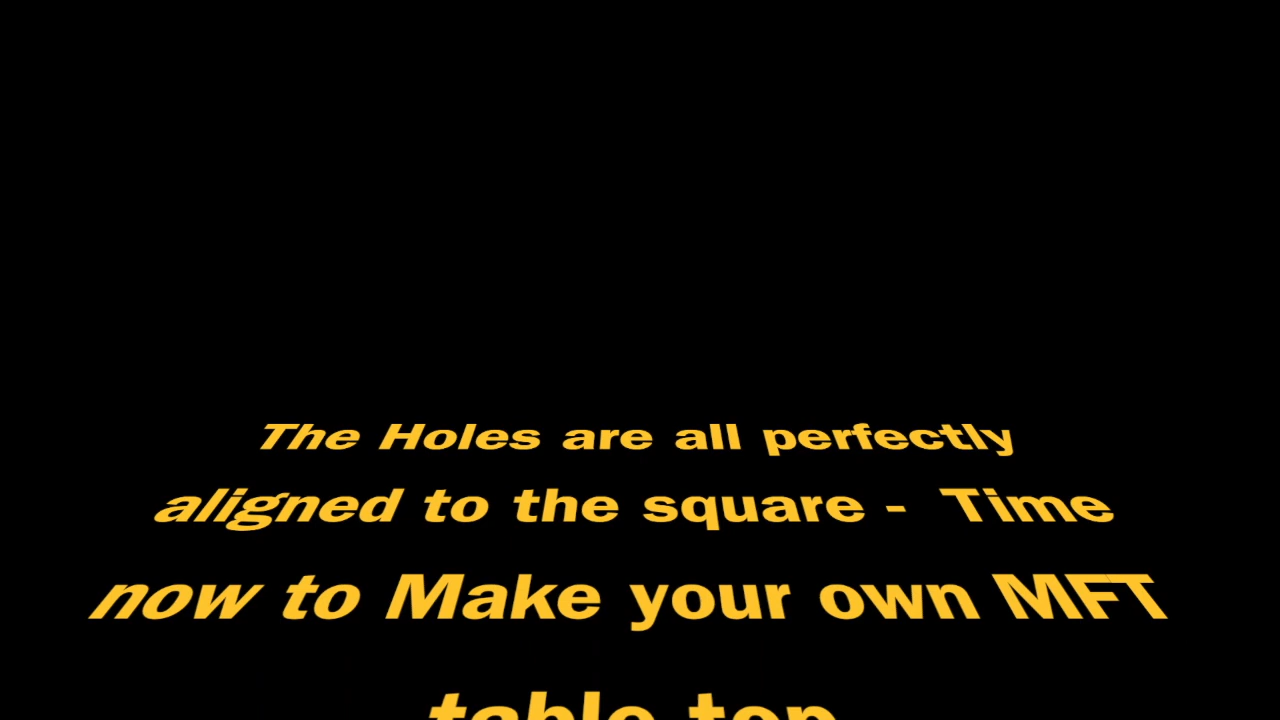 The Holes are all perfectly
aligned to the square - Time
now to Make your own MFT
table top